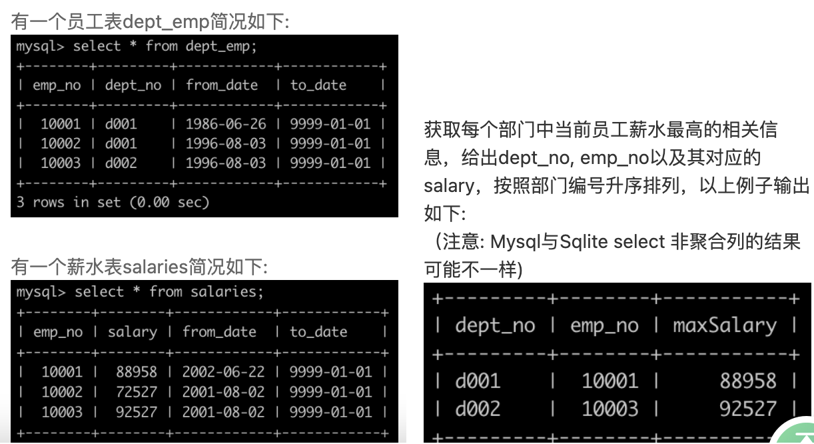 有一个员工表dept_emp简况如下:
mysql> select * from dept_emp;
+--------+---------+------------+------------+
| emp_no | dept_no | from_date | to_date |
+--------+---------+------------+------------+
| 10001 | d001 | 1986-06-26 | 9999-01-01 |
| 10002 | d001 | 1996-08-03 | 9999-01-01 |
| 10003 | d002 | 1996-08-03 | 9999-01-01 |
+--------+---------+------------+------------+
3 rows in set (0.00 sec)
有一个薪水表salaries简况如下:
mysql> select * from salaries;
+--------+--------+------------+------------+
| emp_no | salary | from_date | to_date |
+--------+--------+------------+------------+
| 10001 | 88958 | 2002-06-22 | 9999-01-01 |
| 10002 | 72527 | 2001-08-02 | 9999-01-01 |
| 10003 | 92527 | 2001-08-02 | 9999-01-01 |
+--------+--------+------------+------------+
获取每个部门中当前员工薪水最高的相关信
息，给出dept_no, emp_no以及其对应的
salary，按照部门编号升序排列，以上例子输出
如下:
（注意: Mysql与Sqlite select 非聚合列的结果
可能不一样)
+---------+--------+-----------+
| dept_no | emp_no | maxSalary |
+---------+--------+-----------+
| d001 | 10001 | 88958 |
| d002 | 10003 | 92527 |
+---------+--------+-----------+